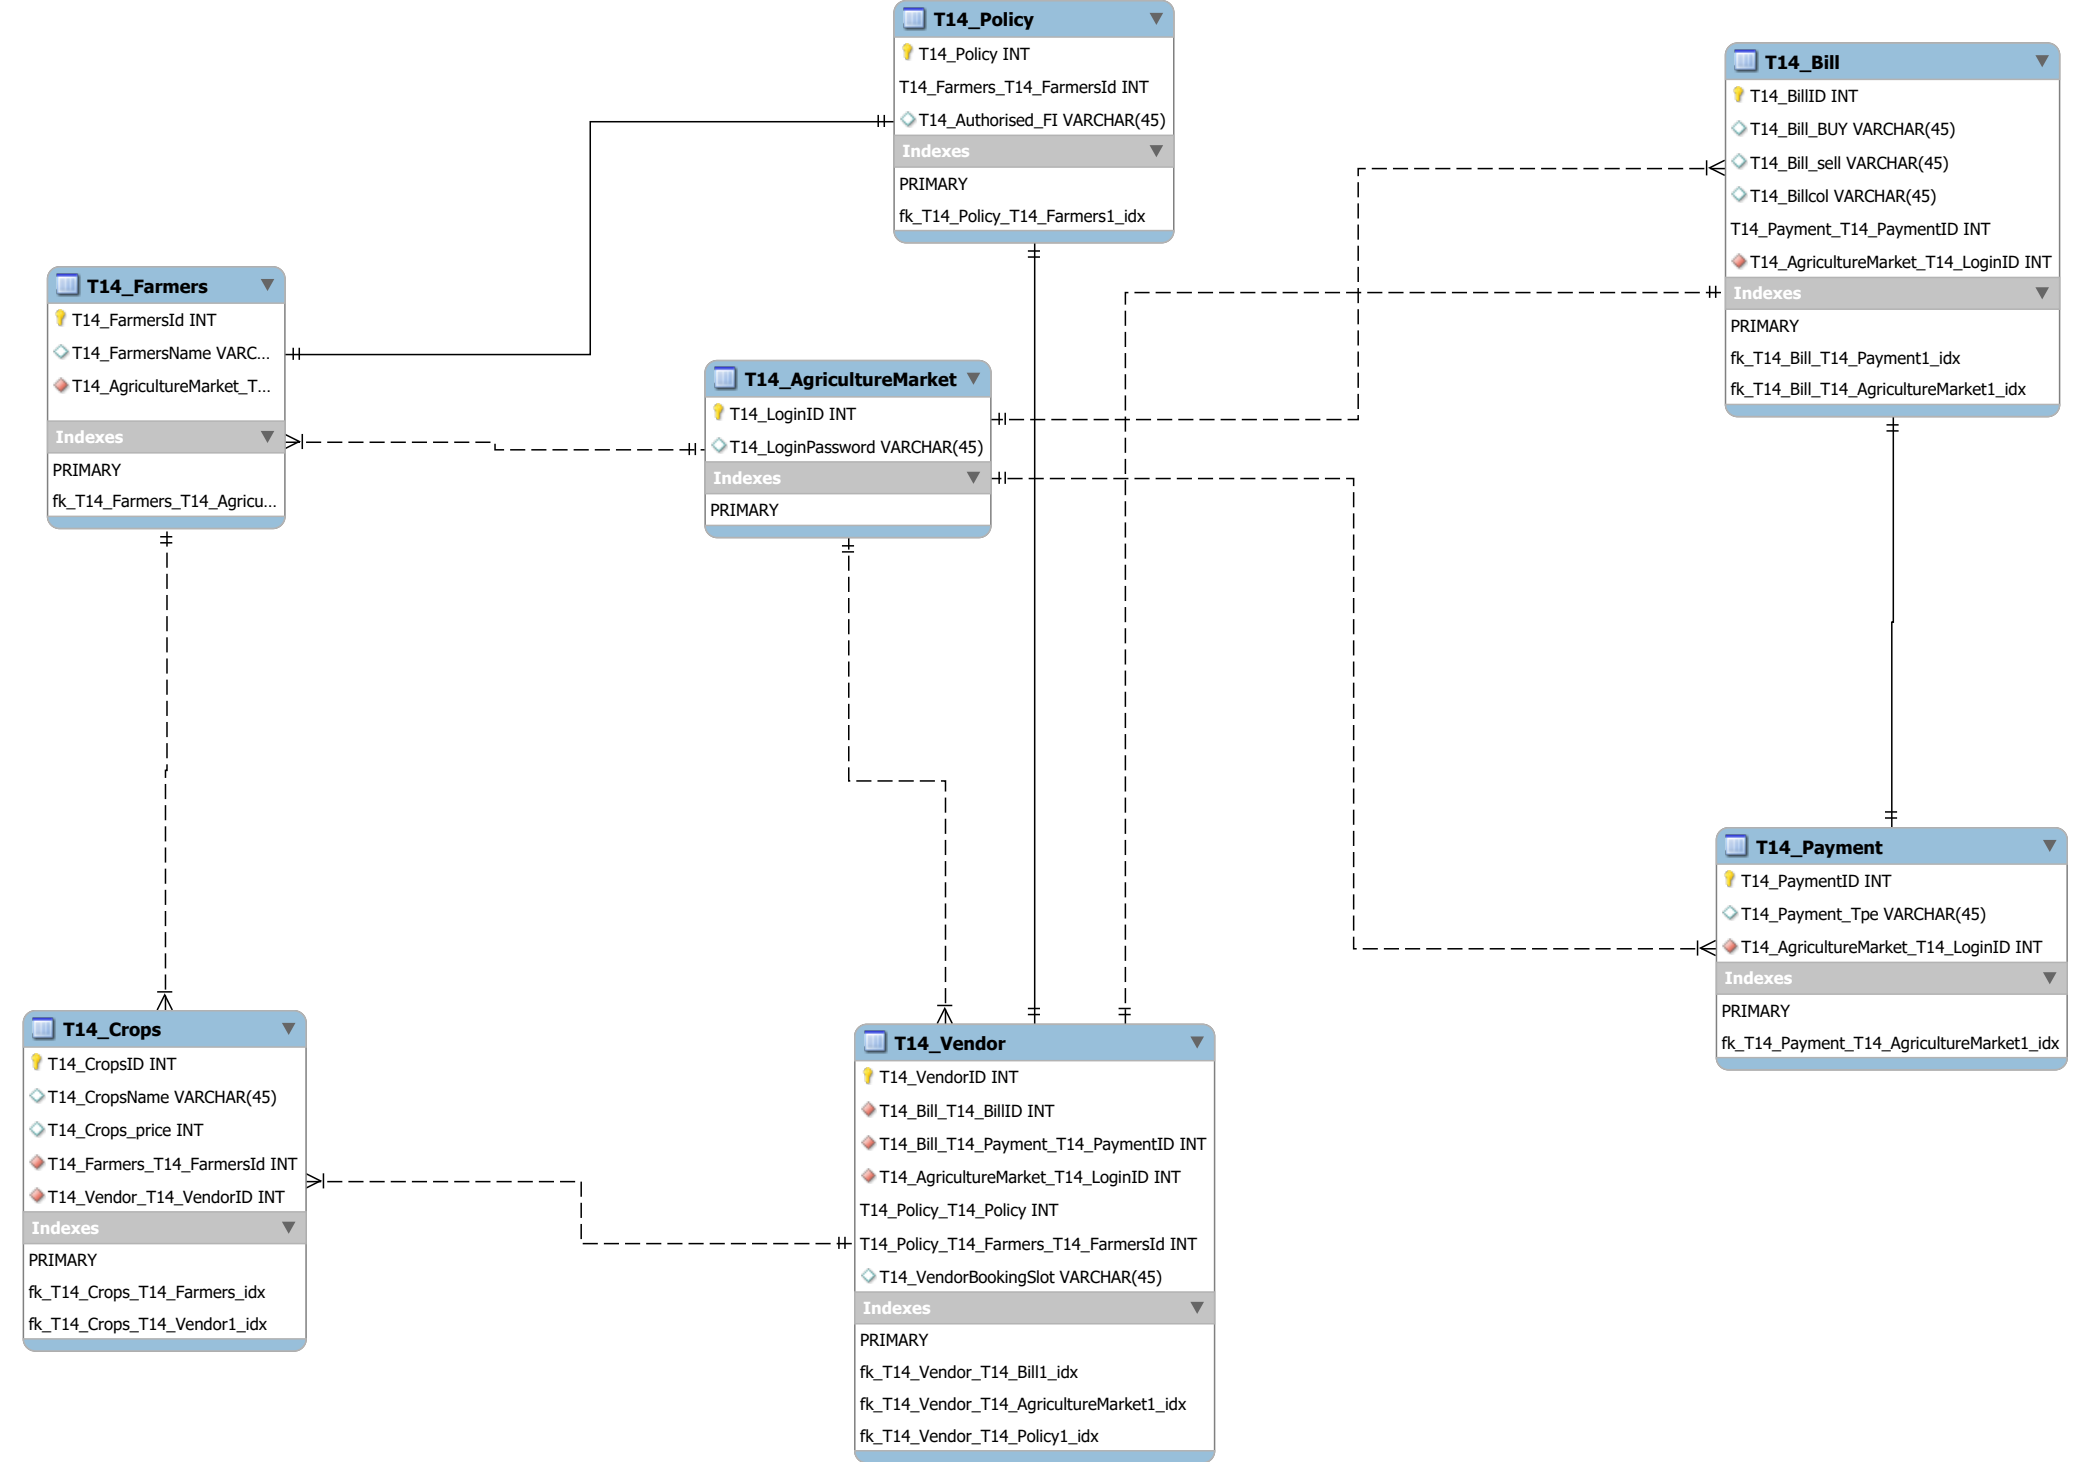 T14_Policy
T14_Policy INT
T14_Farmers_T14_FarmersId INT
T14_Authorised_FI VARCHAR(45)
Indexes
PRIMARY
fk_T14_Policy_T14_Farmers1_idx
T14_Bill
T14_BillID INT
T14_Bill_BUY VARCHAR(45)
T14_Bill_sell VARCHAR(45)
T14_Billcol VARCHAR(45)
T14_Payment_T14_PaymentID INT
T14_AgricultureMarket_T14_LoginID INT
Indexes
PRIMARY
fk_T14_Bill_T14_Payment1_idx
fk_T14_Bill_T14_AgricultureMarket1_idx
T14_Farmers
T14_FarmersId INT
T14_FarmersName VARC...
T14_AgricultureMarket_T...
Indexes
PRIMARY
fk_T14_Farmers_T14_Agricu...
T14_AgricultureMarket
T14_LoginID INT
T14_LoginPassword VARCHAR(45)
Indexes
PRIMARY
T14_Payment
T14_PaymentID INT
T14_Payment_Tpe VARCHAR(45)
T14_AgricultureMarket_T14_LoginID INT
Indexes
PRIMARY
fk_T14_Payment_T14_AgricultureMarket1_idx
T14_Crops
T14_CropsID INT
T14_CropsName VARCHAR(45)
T14_Crops_price INT
T14_Farmers_T14_FarmersId INT
T14_Vendor_T14_VendorID INT
Indexes
PRIMARY
fk_T14_Crops_T14_Farmers_idx
fk_T14_Crops_T14_Vendor1_idx
T14_Vendor
T14_VendorID INT
T14_Bill_T14_BillID INT
T14_Bill_T14_Payment_T14_PaymentID INT
T14_AgricultureMarket_T14_LoginID INT
T14_Policy_T14_Policy INT
T14_Policy_T14_Farmers_T14_FarmersId INT
T14_VendorBookingSlot VARCHAR(45)
Indexes
PRIMARY
fk_T14_Vendor_T14_Bill1_idx
fk_T14_Vendor_T14_AgricultureMarket1_idx
fk_T14_Vendor_T14_Policy1_idx